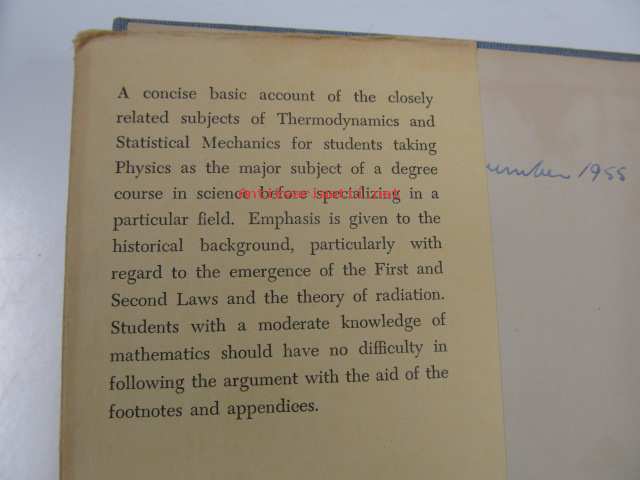 A concise basic account of the closely
related subjects of Thermodynamics and
Statistical Mechanics for students taking
Physics as the major subject of a degree
course in science before specializing in a
particular field. Emphasis is given to the
historical background, particularly with
regard to the emergence of the First and
Second Laws and the theory of radiation.
Students with a moderate knowledge of
mathematics should have no difficulty in
following the argument with the aid of the
footnotes and appendices.
1955